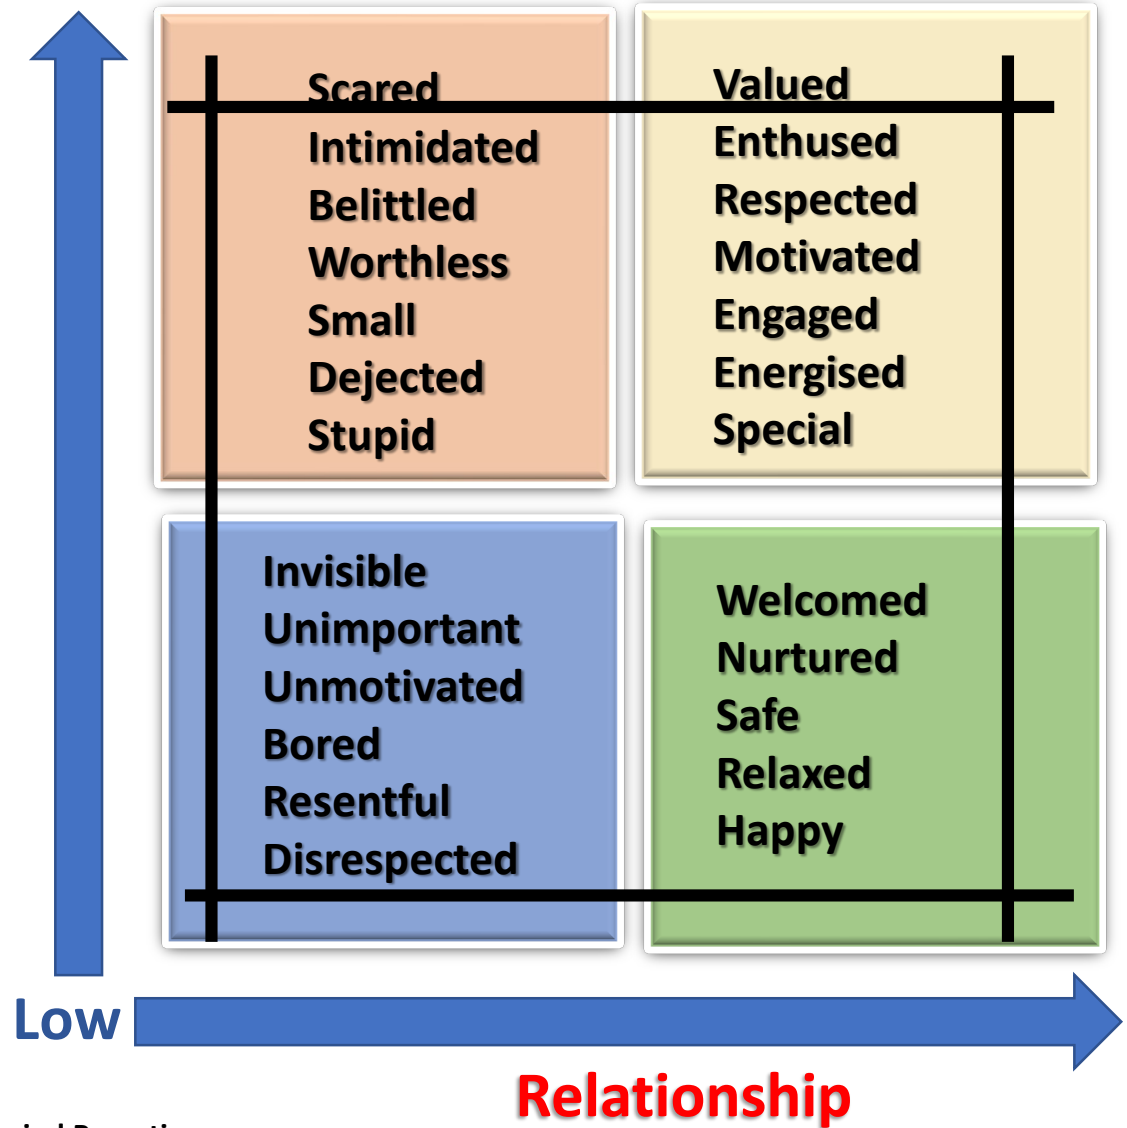 Scared
Intimidated
Belittled
Worthless
Small
Dejected
Stupid
Valued
Enthused
Respected
Motivated
Engaged
Energised
Special
Invisible
Unimportant
Unmotivated
Bored
Resentful
Disrespected
Welcomed
Nurtured
Safe
Relaxed
Happy
Low
Relationship